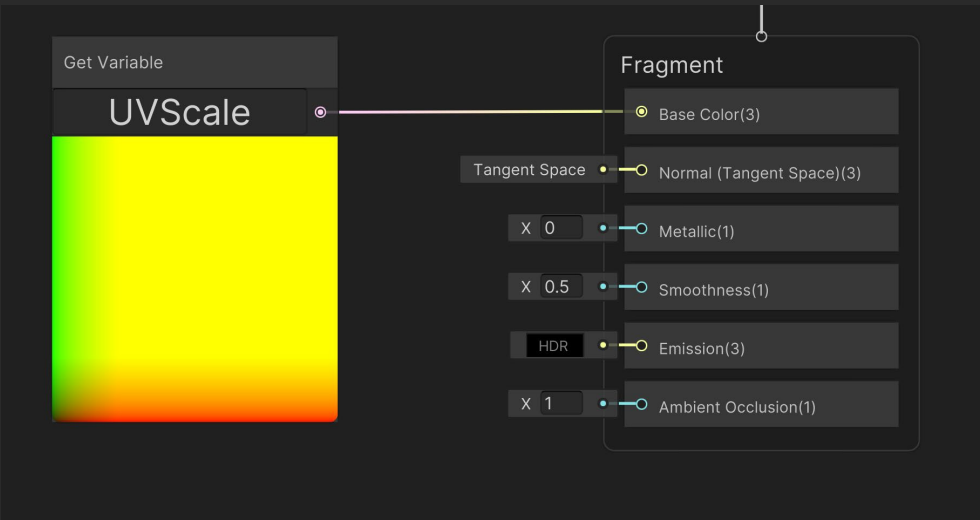 Get Variable
UVScale
Fragment
Base Color(3)
Tangent Space
Normal (Tangent Space)(3)
X 0
Metallic(1)
X 0.5
Smoothness(1)
HDR
Emission(3)
X 1
Ambient Occlusion(1)